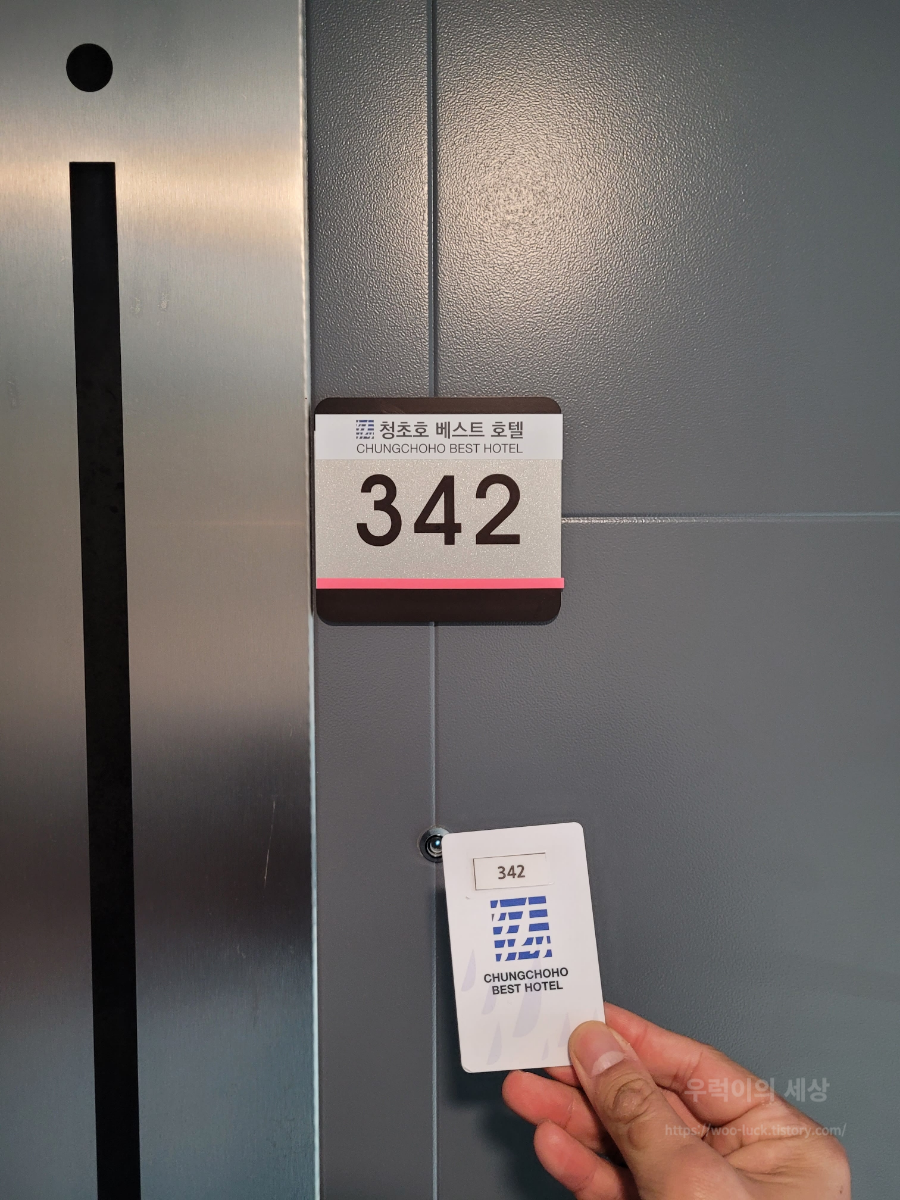 청초호 베스트 호텔
CHUNGCHOHO BEST HOTEL
342
342
CHUNGCHOHO
BEST HOTEL
우럭이의 세상
https://woo-luck.tistory.com/